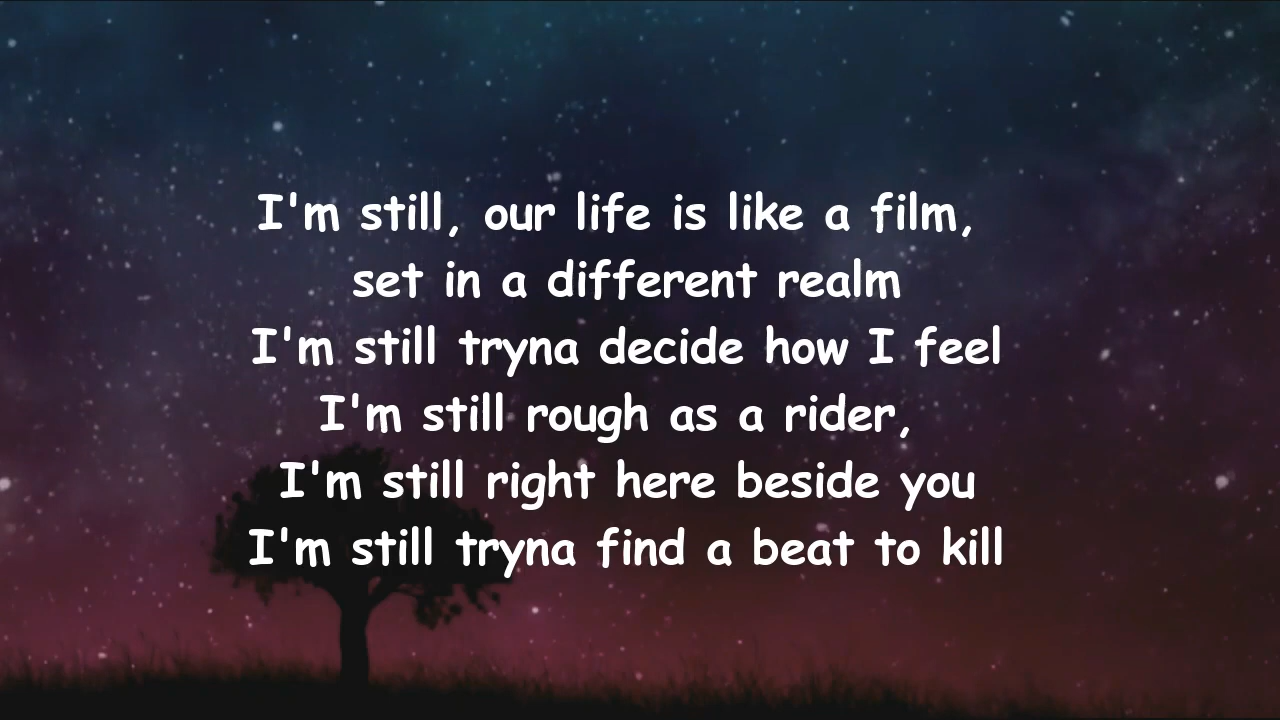 I'm still, our life is like a film,
set in a different realm
I'm still tryna decide how I feel
I'm still rough as a rider,
I'm still right here beside you
I'm still tryna find a beat to kill